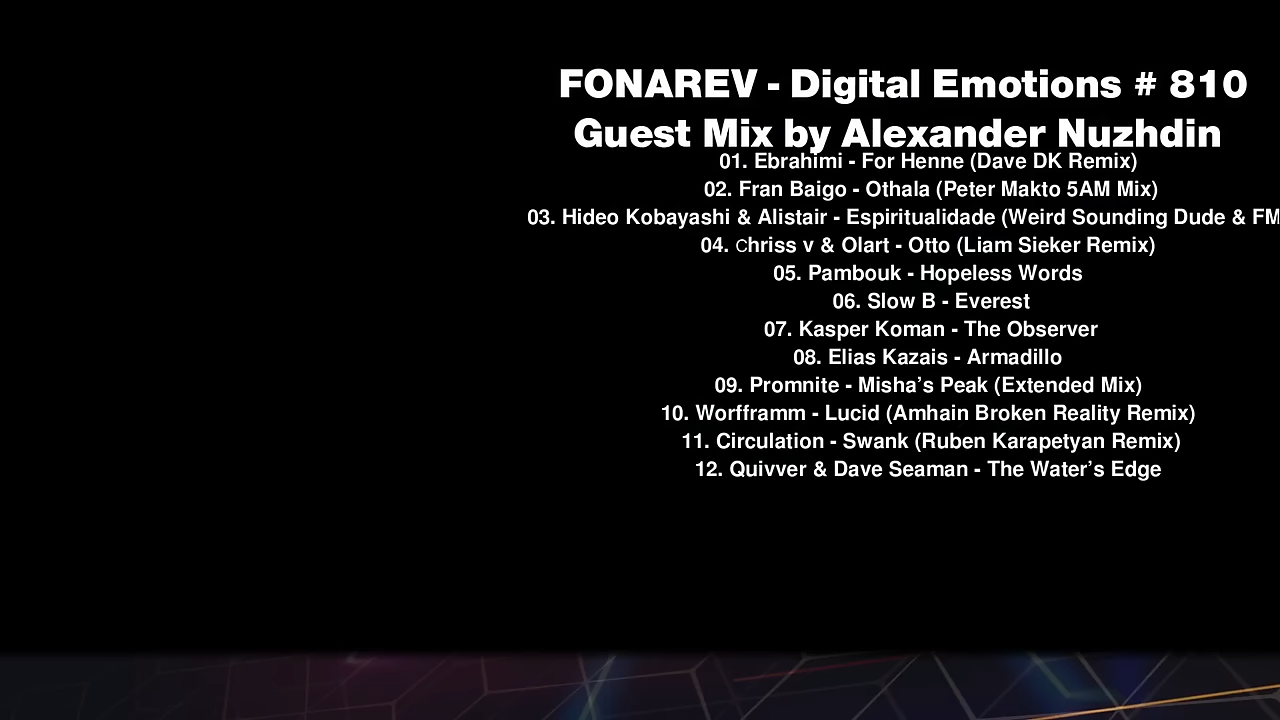 FONAREV - Digital Emotions # 810
Guest Mix by Alexander Nuzhdin
01. Ebrahimi - For Henne (Dave DK Remix)
02. Fran Baigo - Othala (Peter Makto 5AM Mix)
03. Hideo Kobayashi & Alistair - Espiritualidade (Weird Sounding Dude & FM
04. Сhriss v & Olart - Otto (Liam Sieker Remix)
05. Pambouk - Hopeless Words
06. Slow B - Everest
07. Kasper Koman - The Observer
08. Elias Kazais - Armadillo
09. Promnite - Misha’s Peak (Extended Mix)
10. Worfframm - Lucid (Amhain Broken Reality Remix)
11. Circulation - Swank (Ruben Karapetyan Remix)
12. Quivver & Dave Seaman - The Water’s Edge